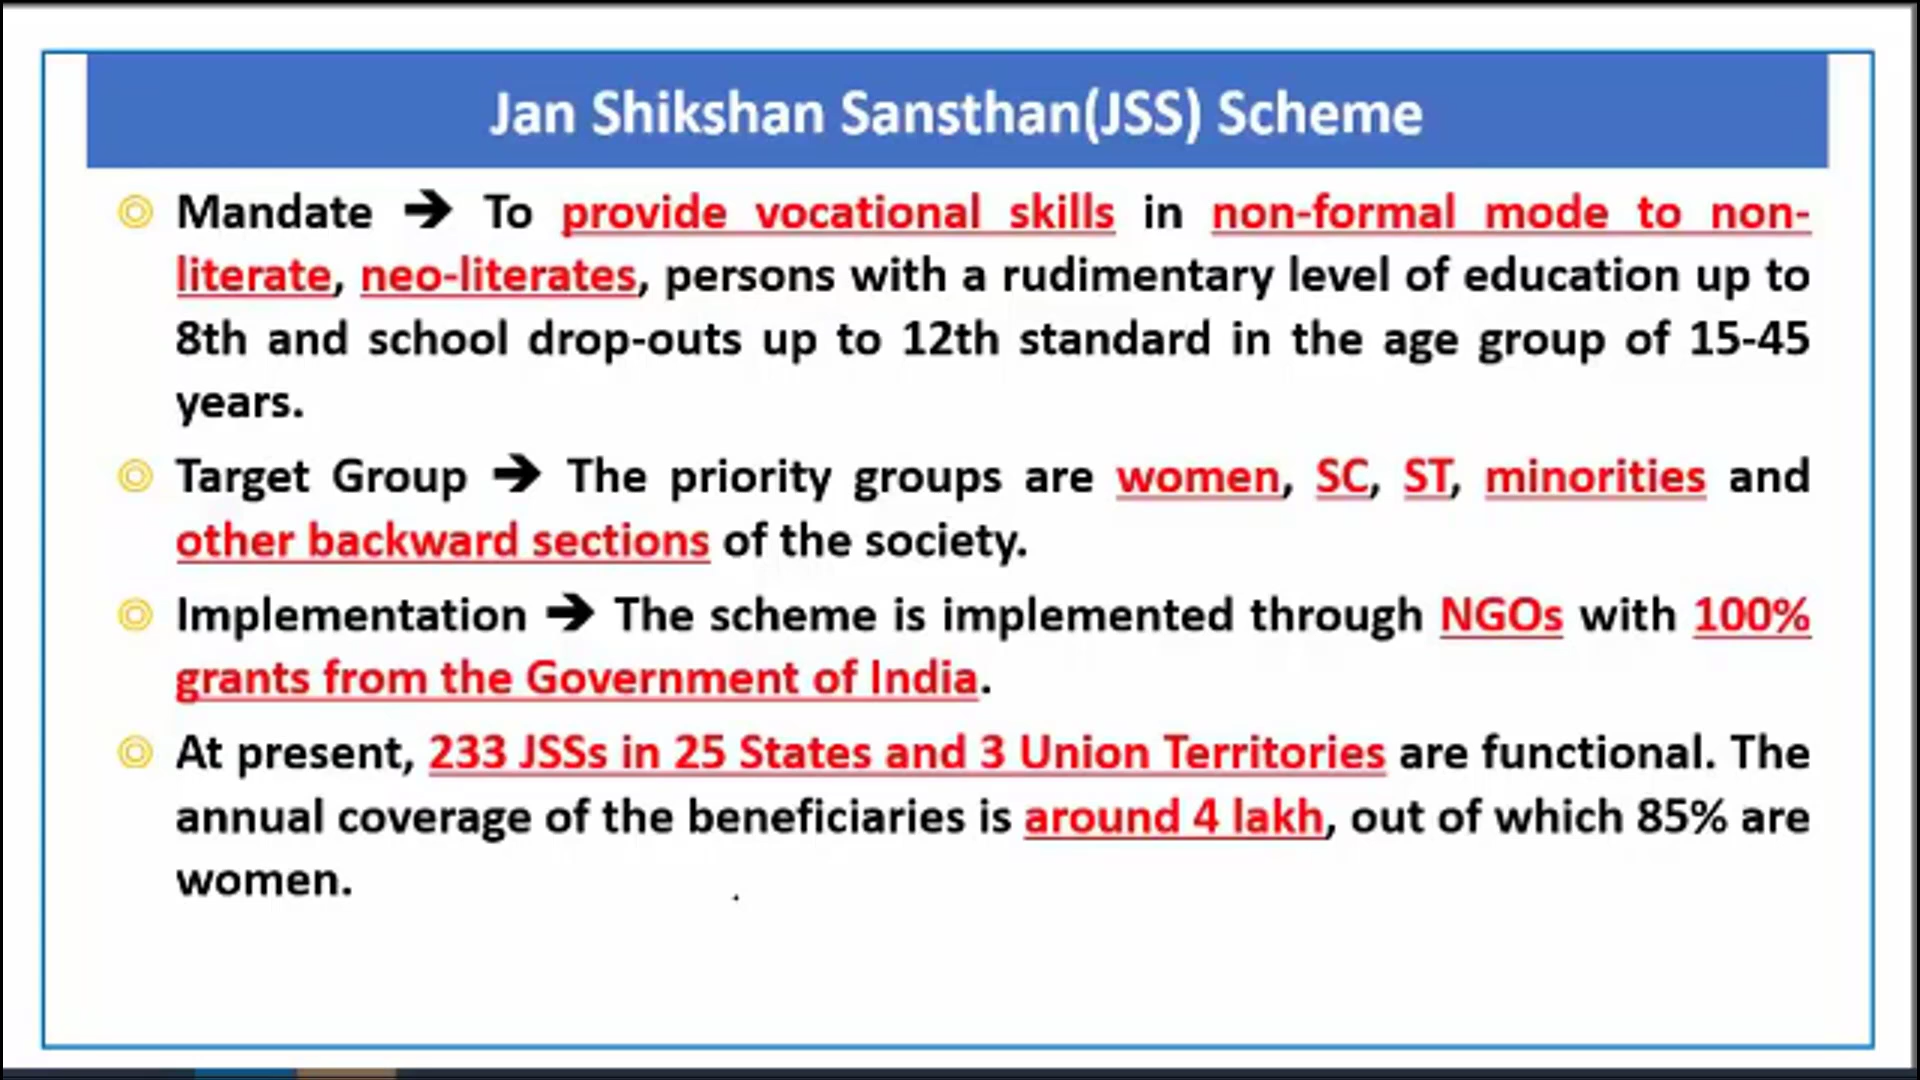 Jan Shikshan Sansthan(JSS) Scheme
Mandate ➔ To provide vocational skills in non-formal mode to non-
literate, neo-literates, persons with a rudimentary level of education up to
8th and school drop-outs up to 12th standard in the age group of 15-45
years.
Target Group ➔ The priority groups are women, SC, ST, minorities and
other backward sections of the society.
Implementation ➔ The scheme is implemented through NGOs with 100%
grants from the Government of India.
At present, 233 JSSs in 25 States and 3 Union Territories are functional. The
annual coverage of the beneficiaries is around 4 lakh, out of which 85% are
women.